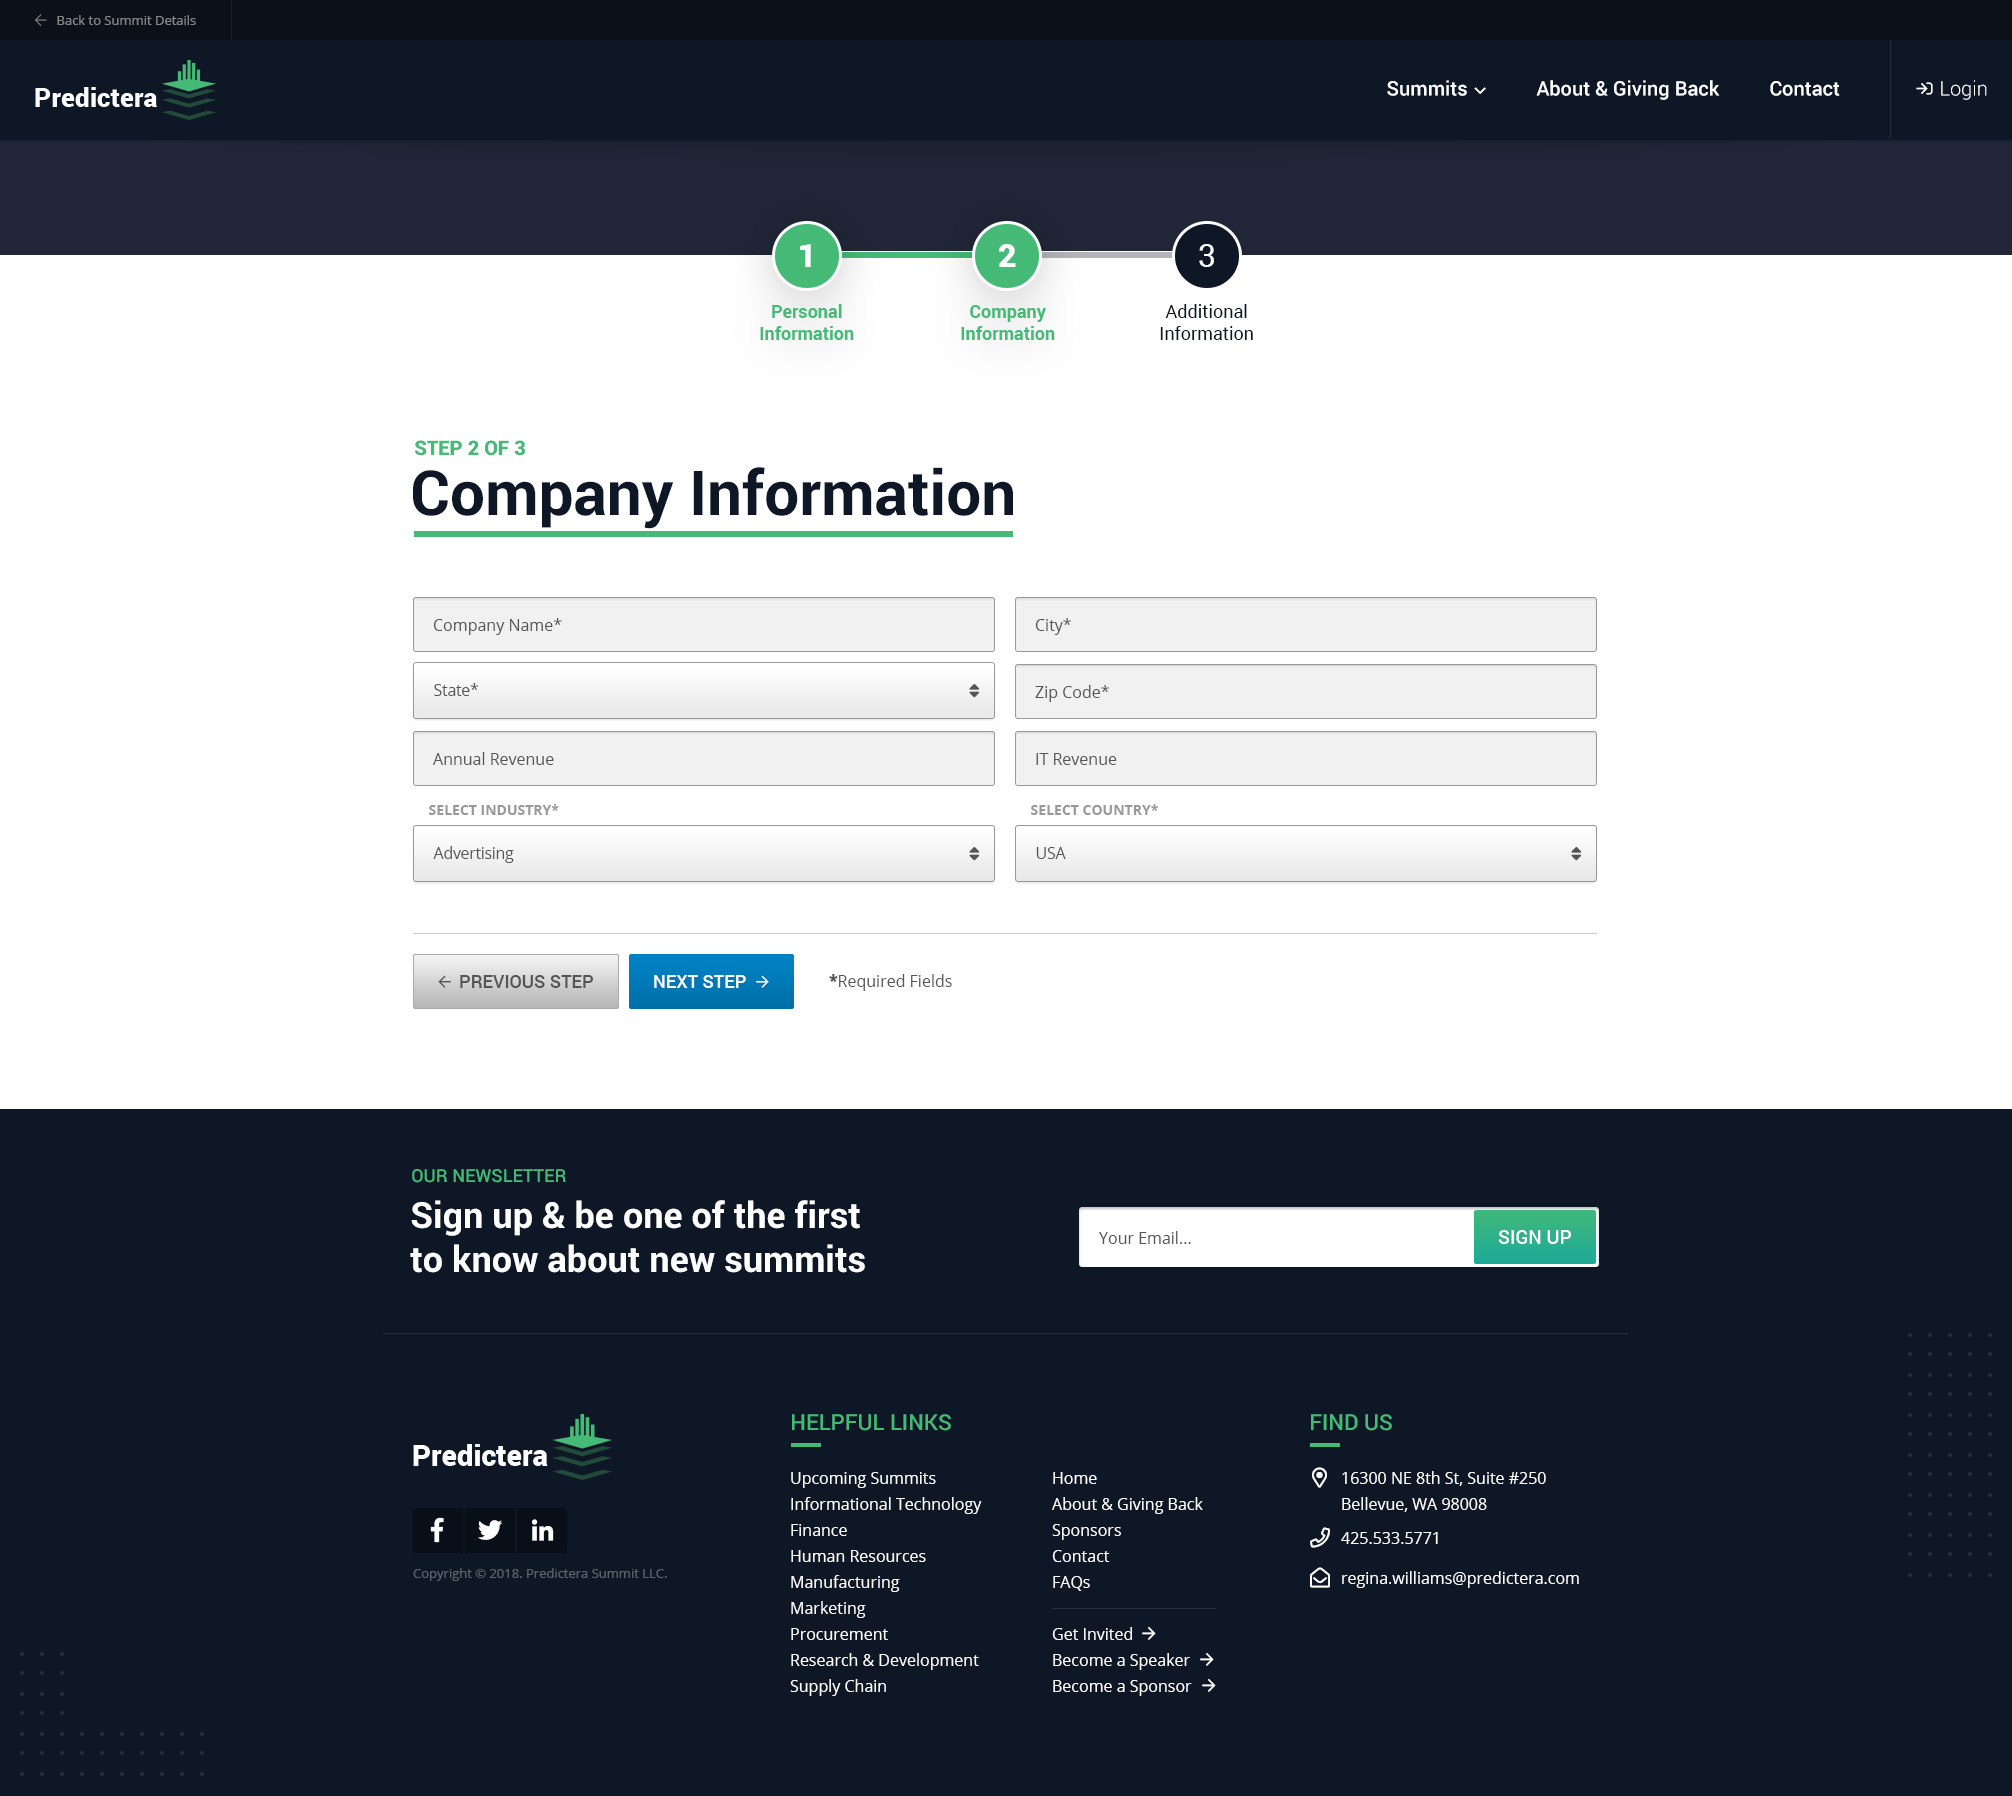 Back to Summit Details
Predictera
Summits
About & Giving Back
Contact
Login
1
2
3
Personal
Information
Company
Information
Additional
Information
STEP 2 OF 3
Company Information
Company Name*
City*
State*
Zip Code*
Annual Revenue
IT Revenue
SELECT INDUSTRY*
SELECT COUNTRY*
Advertising
USA
PREVIOUS STEP
NEXT STEP
*Required Fields
OUR NEWSLETTER
Sign up & be one of the first
to know about new summits
Your Email...
SIGN UP
Predictera
Copyright © 2018. Predictera Summit LLC.
HELPFUL LINKS
Upcoming Summits
Informational Technology
Finance
Human Resources
Manufacturing
Marketing
Procurement
Research & Development
Supply Chain
Home
About & Giving Back
Sponsors
Contact
FAQs
Get Invited
Become a Speaker
Become a Sponsor
FIND US
16300 NE 8th St, Suite #250
Bellevue, WA 98008
425.533.5771
regina.williams@predictera.com